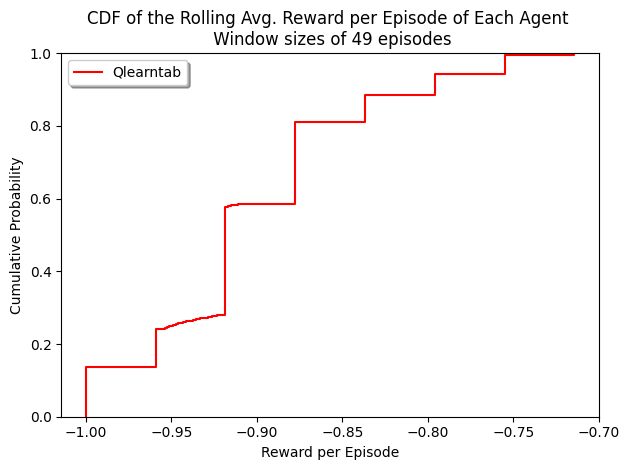 CDF of the Rolling Avg. Reward per Episode of Each Agent
Window sizes of 49 episodes
Qlearntab
Cumulative Probability
1.0
0.8
0.6
0.4
0.2
0.0
−1.00
−0.95
−0.90
−0.85
−0.80
−0.75
−0.70
Reward per Episode